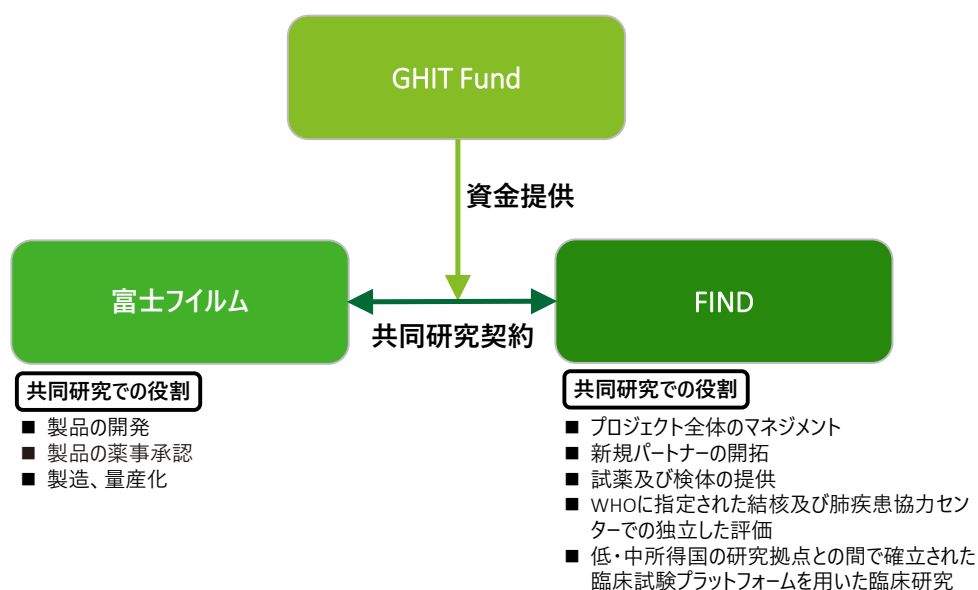 GHIT Fund
資金提供
富士フイルム
FIND
共同研究契約
共同研究での役割
■ 製品の開発
■ 製品の薬事承認
■ 製造、量産化
共同研究での役割
■ プロジェクト全体のマネジメント
■ 新規パートナーの開拓
■ 試薬及び検体の提供
■ WHOに指定された結核及び肺疾患協力セン
ターでの独立した評価
■ 低・中所得国の研究拠点との間で確立された
臨床試験プラットフォームを用いた臨床研究